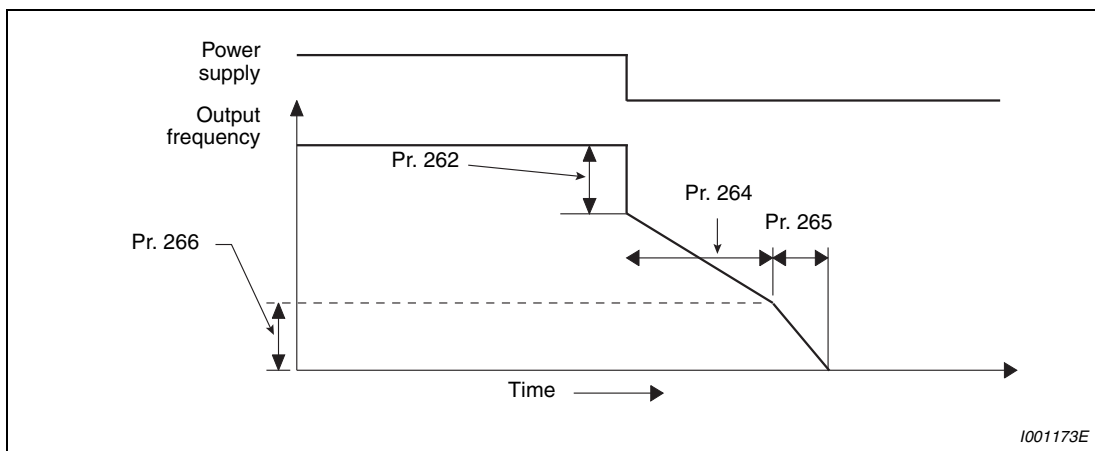 Power
supply
Output
frequency
Pr. 262
Pr. 264
Pr. 265
Pr. 266
Time
I001173E